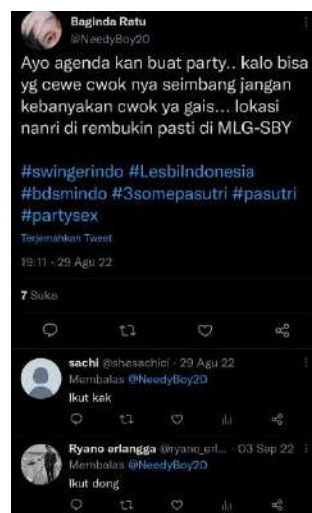 Baginda Ratu
@NeedyBoy20
Ayo agenda kan buat party.. kalo bisa
yg cewe cwok nya seimbang jangan
kebanyakan cwok ya gais... lokasi
nanri di rembukin pasti di MLG-SBY
#swingerindo #LesbiIndonesia
#bdsmindo #3somepasutri #pasutri
#partysex
Terjemahkan Tweet
19:11 · 29 Agu 22
7 Suka
sachi @shasachici · 29 Agu 22
Membalas @NeedyBoy20
Ikut kak
Ryano erlangga @ryano_erl... · 03 Sep 22
Membalas @NeedyBoy20
Ikut dong